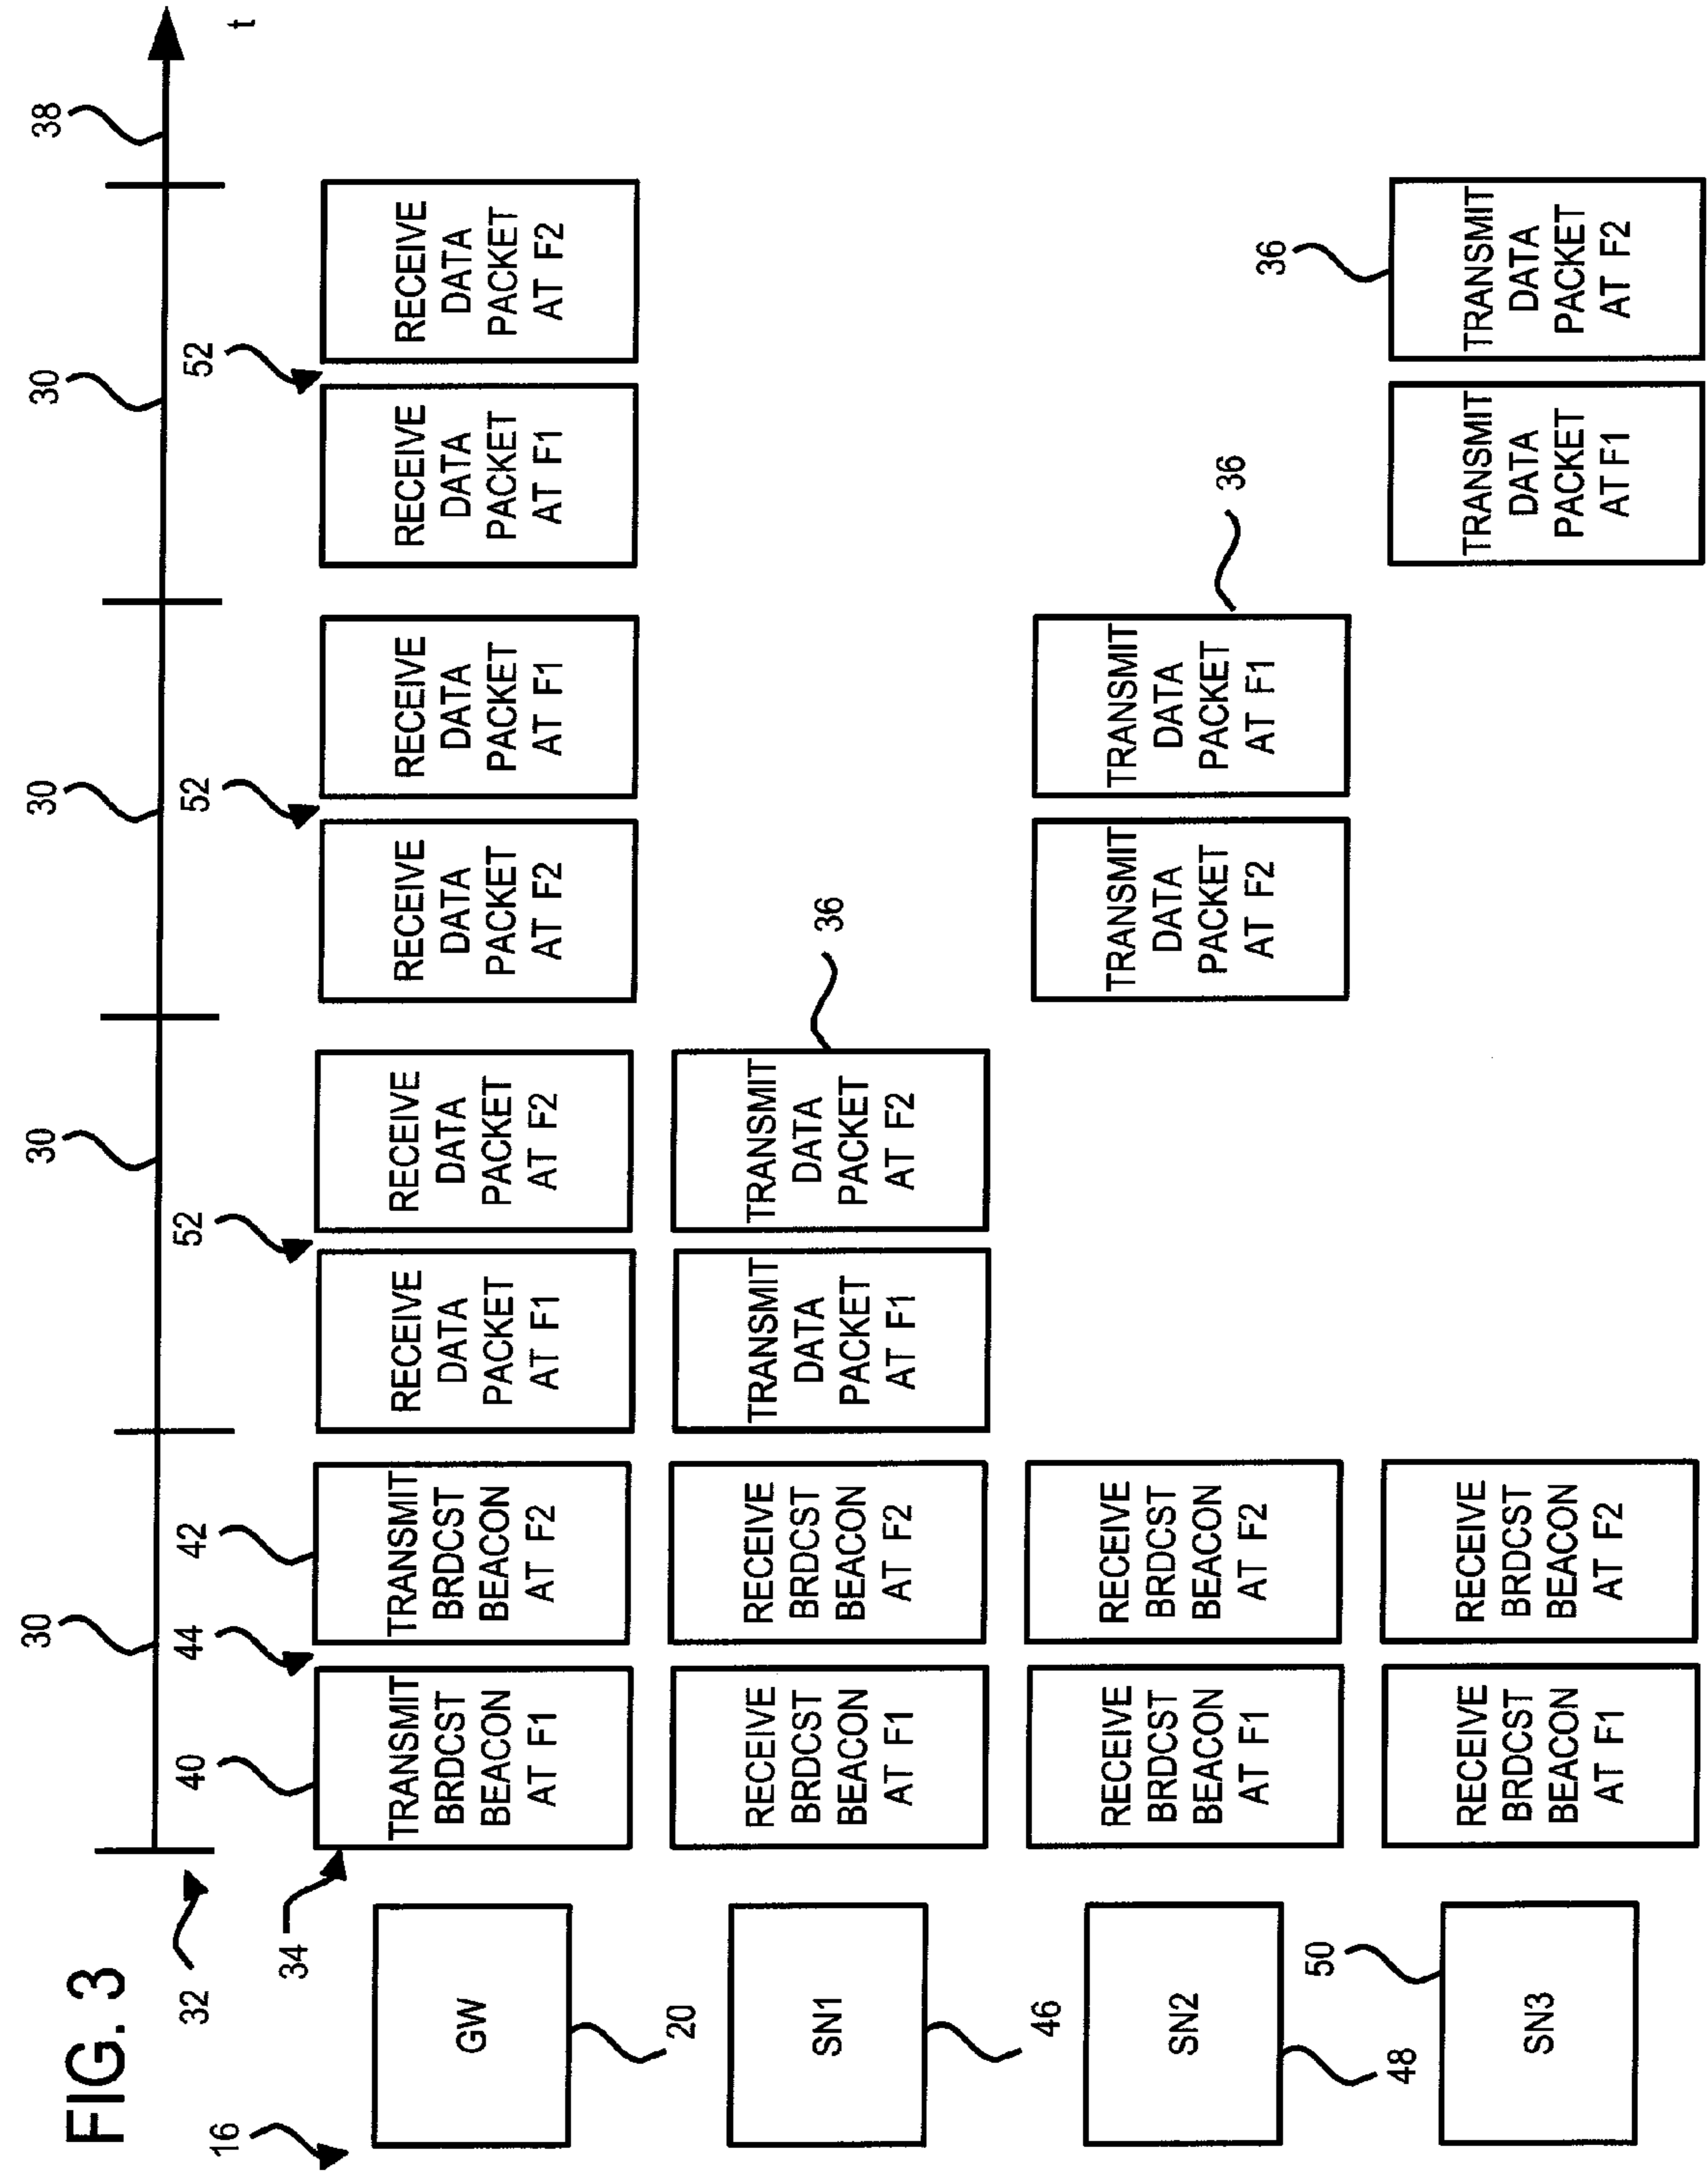 FIG. 3
38
t
30
30
30
30
32
52
52
52
44
42
40
34
16
GW
20
TRANSMIT
BRDCST
BEACON
AT F1
TRANSMIT
BRDCST
BEACON
AT F2
RECEIVE
DATA
PACKET
AT F1
RECEIVE
DATA
PACKET
AT F2
RECEIVE
DATA
PACKET
AT F2
RECEIVE
DATA
PACKET
AT F1
RECEIVE
DATA
PACKET
AT F1
RECEIVE
DATA
PACKET
AT F2
SN1
46
RECEIVE
BRDCST
BEACON
AT F1
RECEIVE
BRDCST
BEACON
AT F2
TRANSMIT
DATA
PACKET
AT F1
TRANSMIT
DATA
PACKET
AT F2
36
SN2
48
RECEIVE
BRDCST
BEACON
AT F1
RECEIVE
BRDCST
BEACON
AT F2
TRANSMIT
DATA
PACKET
AT F2
TRANSMIT
DATA
PACKET
AT F1
36
SN3
50
RECEIVE
BRDCST
BEACON
AT F1
RECEIVE
BRDCST
BEACON
AT F2
TRANSMIT
DATA
PACKET
AT F1
TRANSMIT
DATA
PACKET
AT F2
36